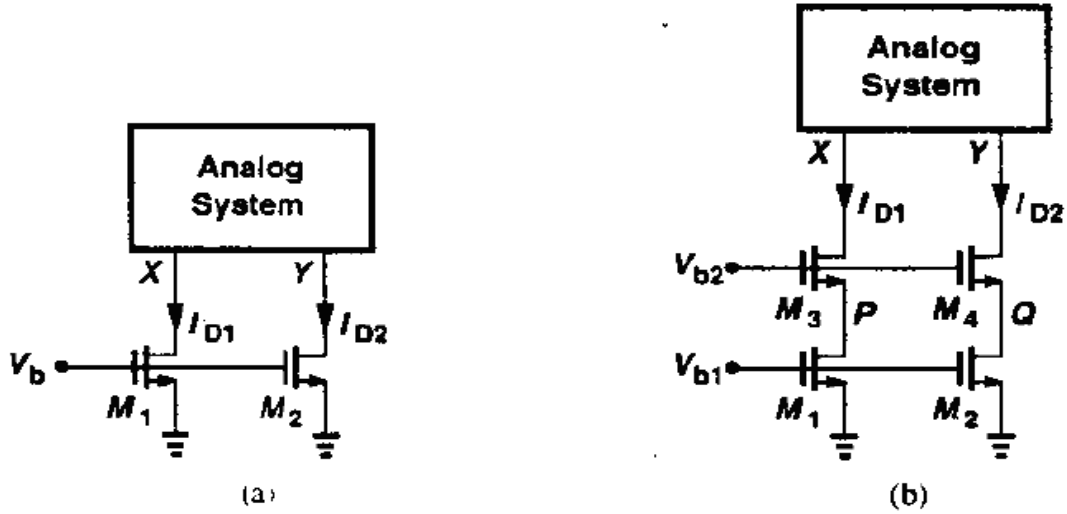 Analog
System
X
Y
I D1
I D2
V b
M 1
M 2
(a)
Analog
System
X
Y
I D1
I D2
V b2
M 3
P
M 4
Q
V b1
M 1
M 2
(b)